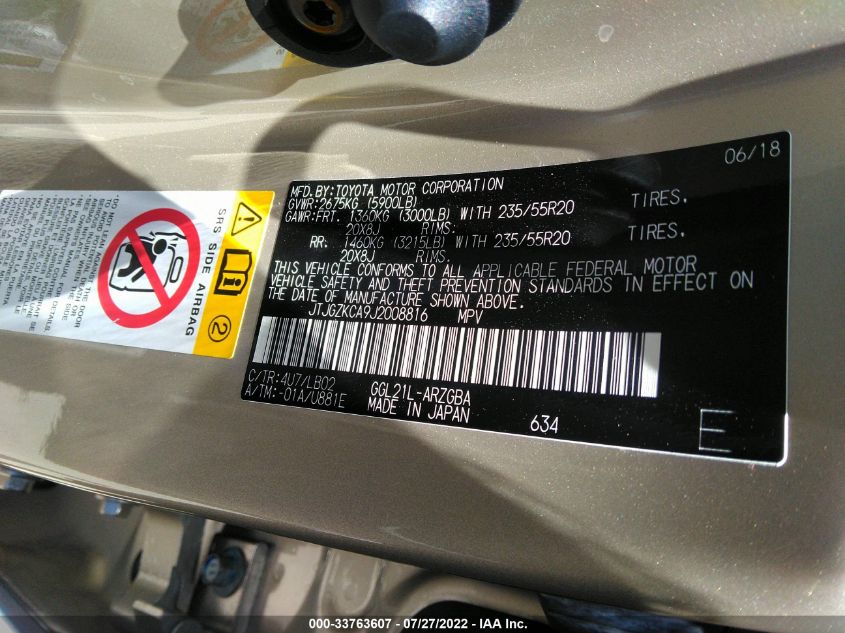 06/18
MFD.BY:TOYOTA MOTOR CORPORATION
GVWR:2675KG (5900LB)
GAWR:FRT. 1360KG (3000LB) WITH 235/55R20 TIRES,
20X8J RIMS.
RR. 1460KG (3215LB) WITH 235/55R20 TIRES,
20X8J RIMS.
THIS VEHICLE CONFORMS TO ALL APPLICABLE FEDERAL MOTOR
VEHICLE SAFETY AND THEFT PREVENTION STANDARDS IN EFFECT ON
THE DATE OF MANUFACTURE SHOWN ABOVE.
JTJGZKCA9J2008816 MPV
C/TR:4U7/LB02 GGL21L-ARZGBA
A/TM:-01A/U881E MADE IN JAPAN 634
E
SRS SIDE AIRBAG
2
000-33763607 - 07/27/2022 - IAA Inc.